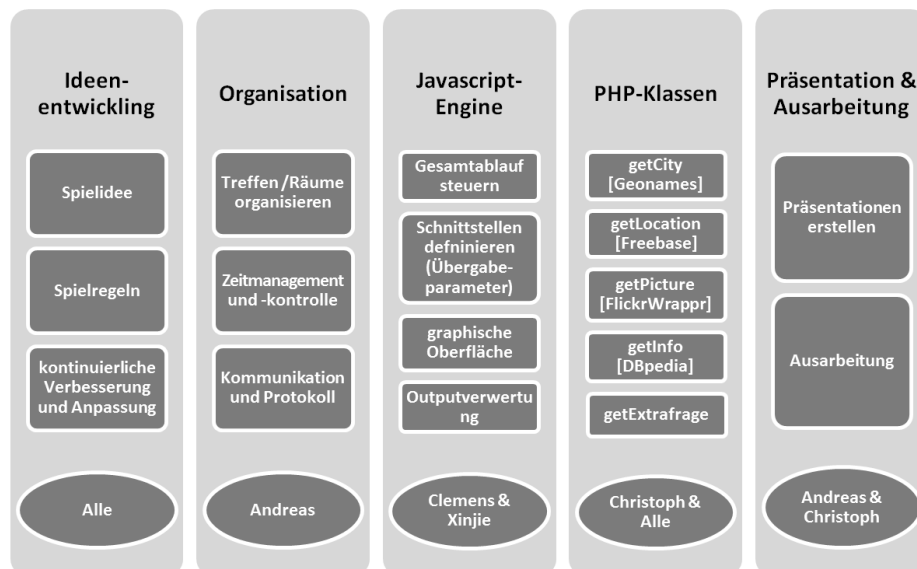 Ideen-
entwickling
Spielidee
Spielregeln
kontinuierliche
Verbesserung
und Anpassung
Alle
Organisation
Treffen /Räume
organisieren
Zeitmanagement
und -kontrolle
Kommunikation
und Protokoll
Andreas
Javascript-
Engine
Gesamtablauf
steuern
Schnittstellen
defninieren
(Übergabe-
parameter)
graphische
Oberfläche
Outputverwertu
ng
Clemens &
Xinjie
PHP-Klassen
getCity
[Geonames]
getLocation
[Freebase]
getPicture
[FlickrWrappr]
getInfo
[DBpedia]
getExtrafrage
Christoph &
Alle
Präsentation &
Ausarbeitung
Präsentationen
erstellen
Ausarbeitung
Andreas &
Christoph